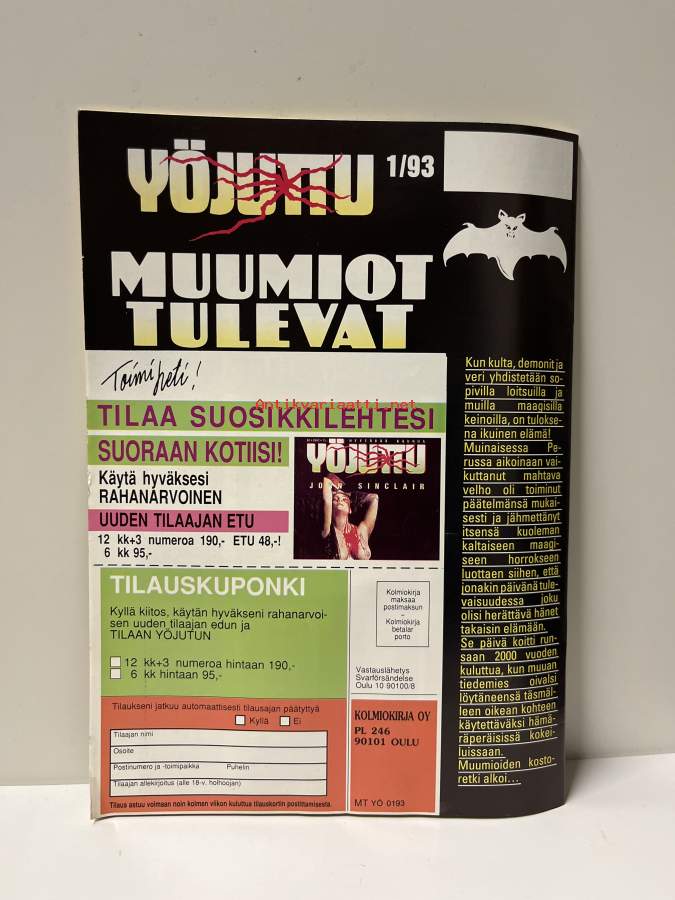 YÖJUTTU
1/93
MUUMIOT
TULEVAT
Toimi heti!
Antikvariaatti.net
TILAA SUOSIKKILEHTESI
SUORAAN KOTIISI!
Käytä hyväksesi
RAHANARVOINEN
UUDEN TILAAJAN ETU
12 kk+3 numeroa 190,- ETU 48,-!
6 kk 95,-
YÖJUTTU
JOHN SINCLAIR
TILAUSKUPONKI
Kyllä kiitos, käytän hyväkseni rahanarvoi-
sen uuden tilaajan edun ja
TILAAN YÖJUTUN
12 kk+3 numeroa hintaan 190,-
6 kk hintaan 95,-
Tilaukseni jatkuu automaattisesti tilausajan päätyttyä
Kyllä Ei
Tilaajan nimi
Osoite
Postinumero ja -toimipaikka Puhelin
Tilaajan allekirjoitus (alle 18-v. holhoojan)
Tilaus astuu voimaan noin kolmen viikon kuluttua tilauskortin postittamisesta.
Kolmiokirja
maksaa
postimaksun
–
Kolmiokirja
betalar
porto
Vastauslähetys
Svarförsändelse
Oulu 10 90100/8
KOLMIOKIRJA OY
PL 246
90101 OULU
MT YÖ 0193
Kun kulta, demonit ja
veri yhdistetään so-
pivilla loitsuilla ja
muilla maagisilla
keinoilla, on tulokse-
na ikuinen elämä!
Muinaisessa Pe-
russa aikoinaan vai-
kuttanut mahtava
velho oli toiminut
päätelmänsä mukai-
sesti ja jähmettänyt
itsensä kuoleman
kaltaiseen maagi-
seen horrokseen
luottaen siihen, että
jonakin päivänä tule-
vaisuudessa joku
olisi herättävä hänet
takaisin elämään.
Se päivä koitti run-
saan 2000 vuoden
kuluttua, kun muuan
tiedemies oivalsi
löytäneensä täsmäl-
leen oikean kohteen
käytettäväksi hämä-
räperäisissä kokei-
luissaan.
Muumioiden kosto-
retki alkoi...